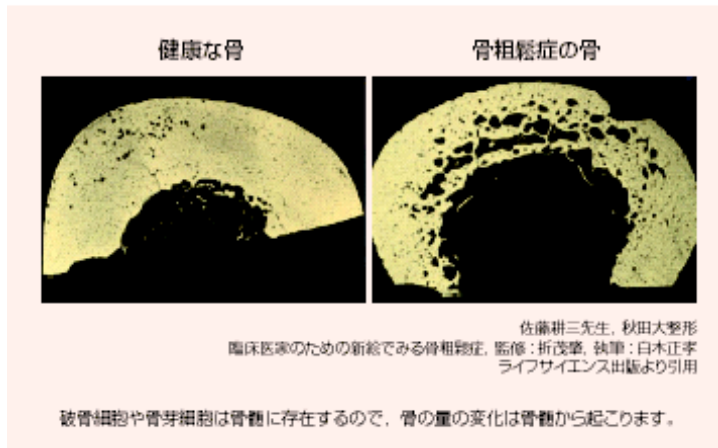 健康な骨
骨粗鬆症の骨
佐藤耕三先生, 秋田大整形
臨床医家のための新絵でみる骨粗鬆症, 監修：折茂肇, 執筆：白木正孝
ライフサイエンス出版より引用
破骨細胞や骨芽細胞は骨髄に存在するので、骨の量の変化は骨髄から起こります。